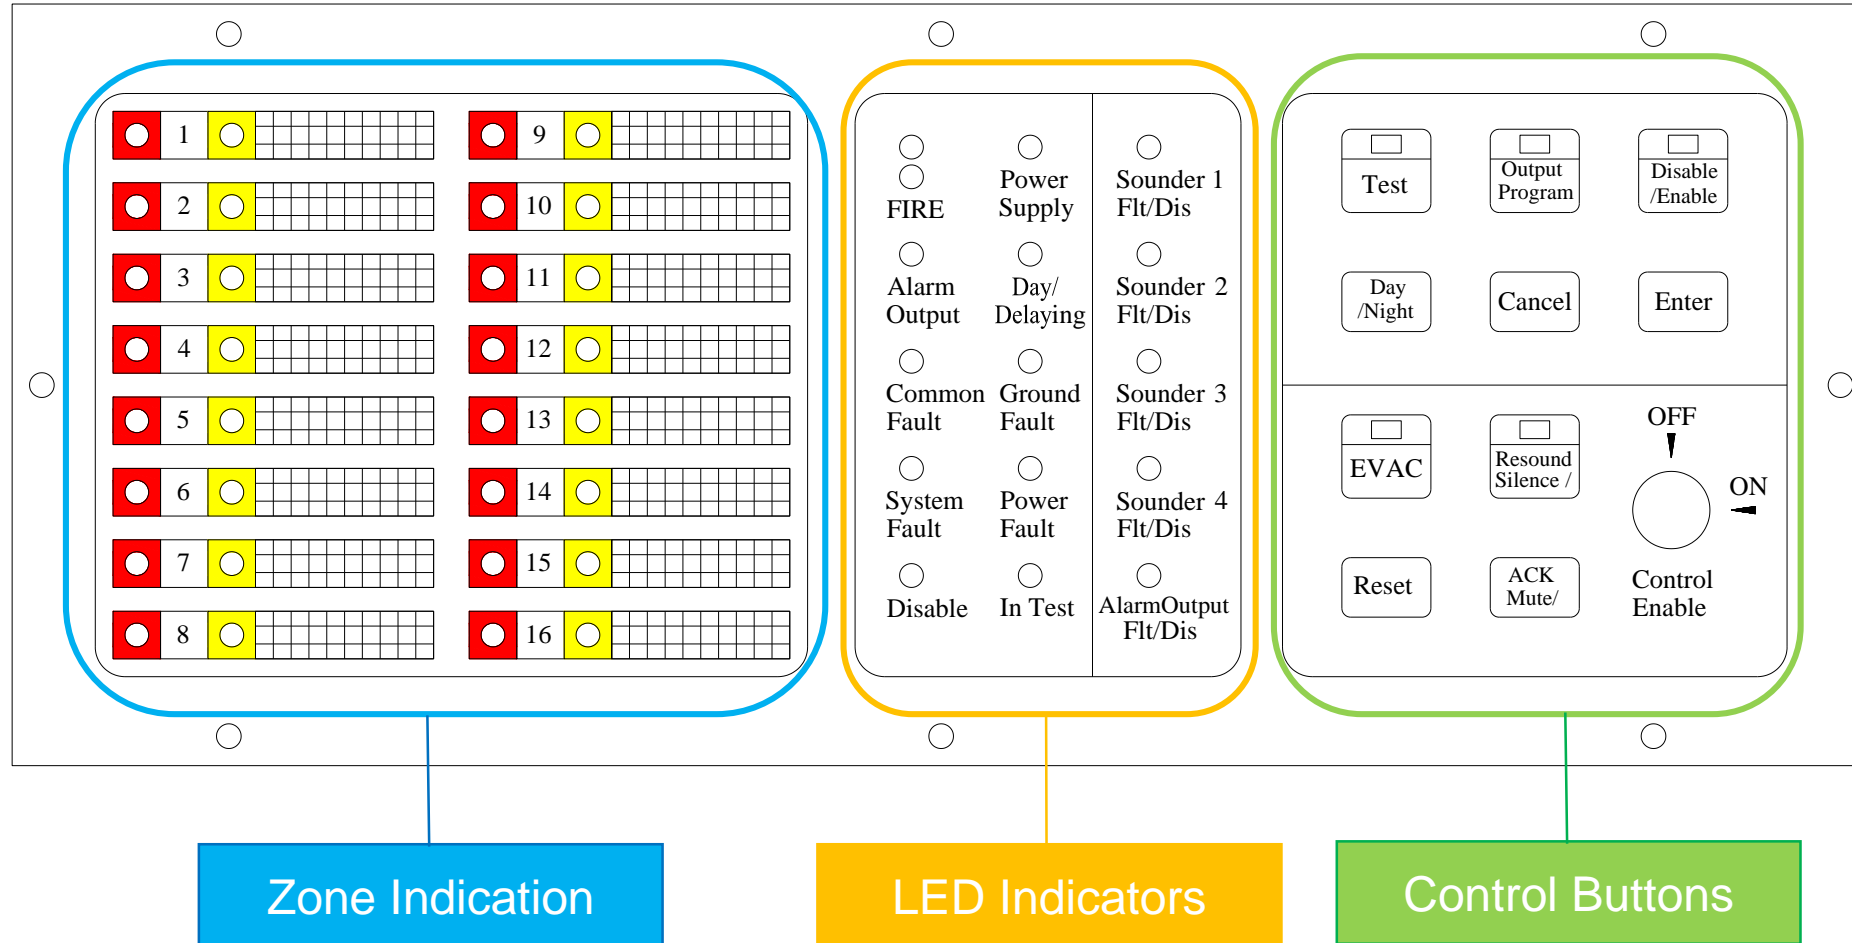 1
2
3
4
5
6
7
8
9
10
11
12
13
14
15
16
FIRE
Alarm
Output
Common
Fault
System
Fault
Disable
Power
Supply
Day/
Delaying
Ground
Fault
Power
Fault
In Test
Sounder 1
Flt/Dis
Sounder 2
Flt/Dis
Sounder 3
Flt/Dis
Sounder 4
Flt/Dis
AlarmOutput
Flt/Dis
Test
Output
Program
Disable
/Enable
Day
/Night
Cancel
Enter
EVAC
Resound
Silence /
OFF
ON
Reset
ACK
Mute/
Control
Enable
Zone Indication
LED Indicators
Control Buttons